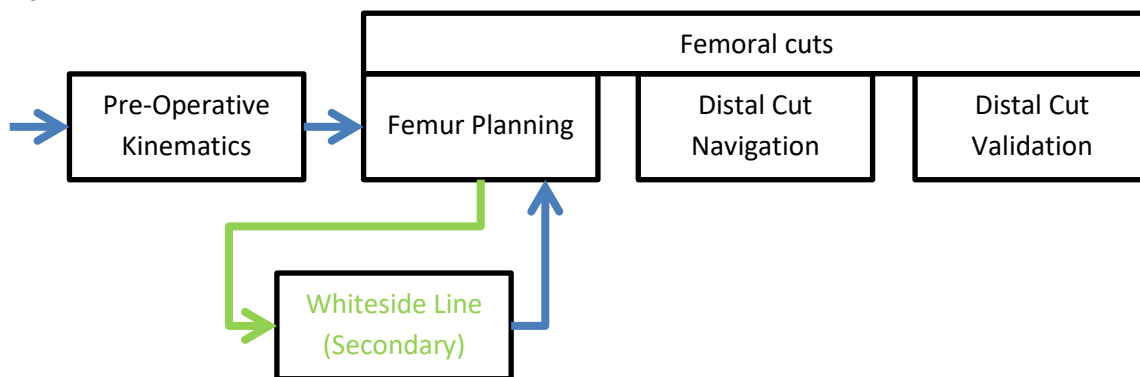 Femoral cuts
Pre-Operative
Kinematics
Femur Planning
Distal Cut
Navigation
Distal Cut
Validation
Whiteside Line
(Secondary)